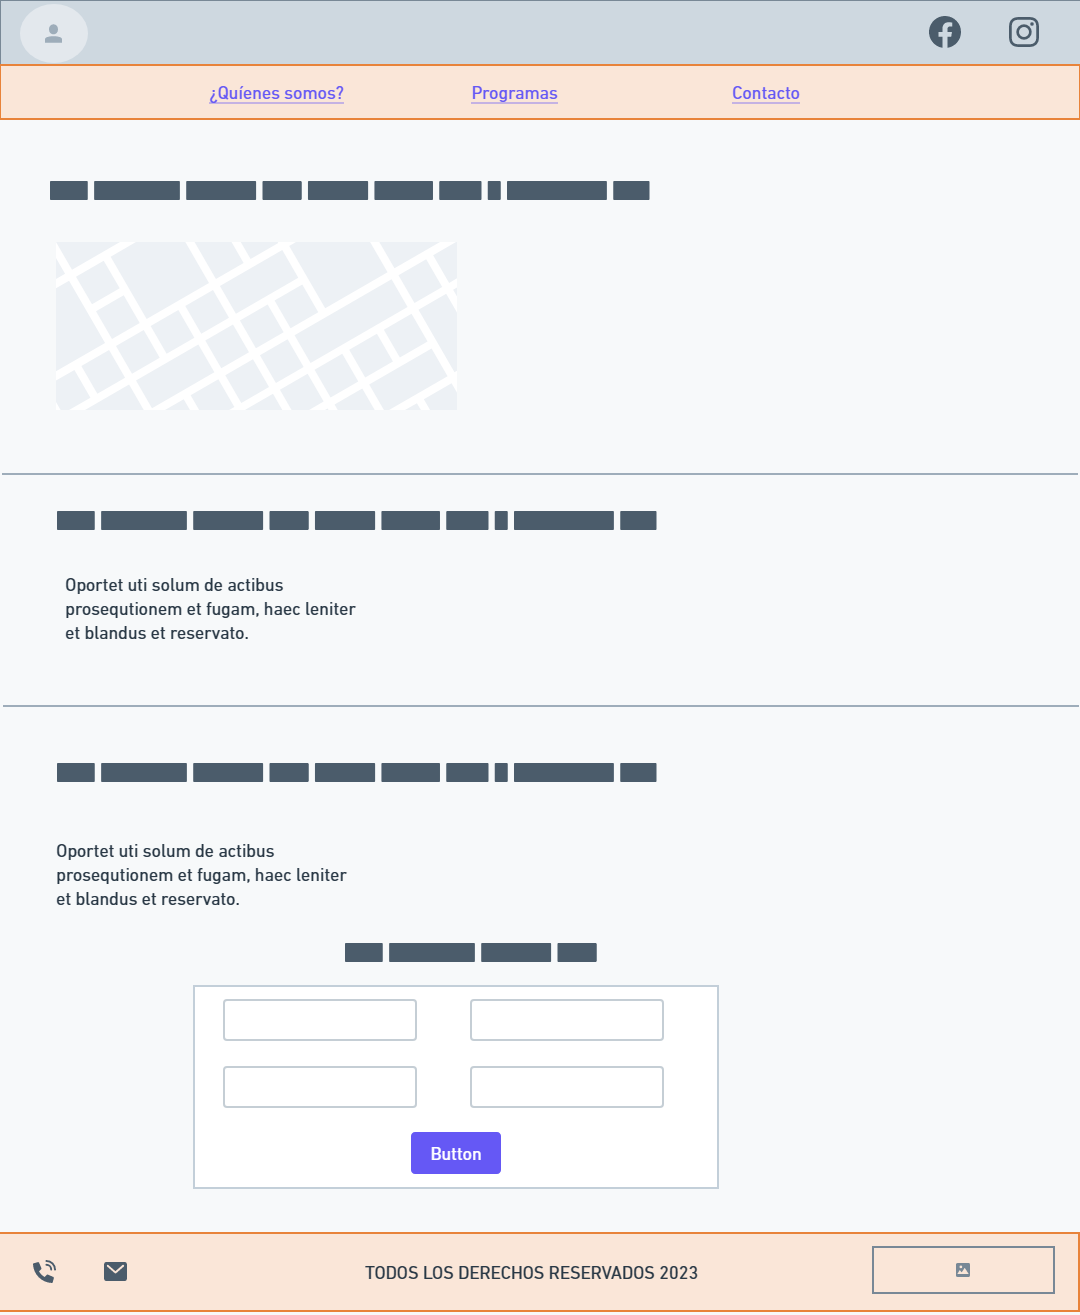 ¿Quíenes somos?
Programas
Contacto
Oportet uti solum de actibus
prosequtionem et fugam, haec leniter
et blandus et reservato.
Oportet uti solum de actibus
prosequtionem et fugam, haec leniter
et blandus et reservato.
Button
TODOS LOS DERECHOS RESERVADOS 2023